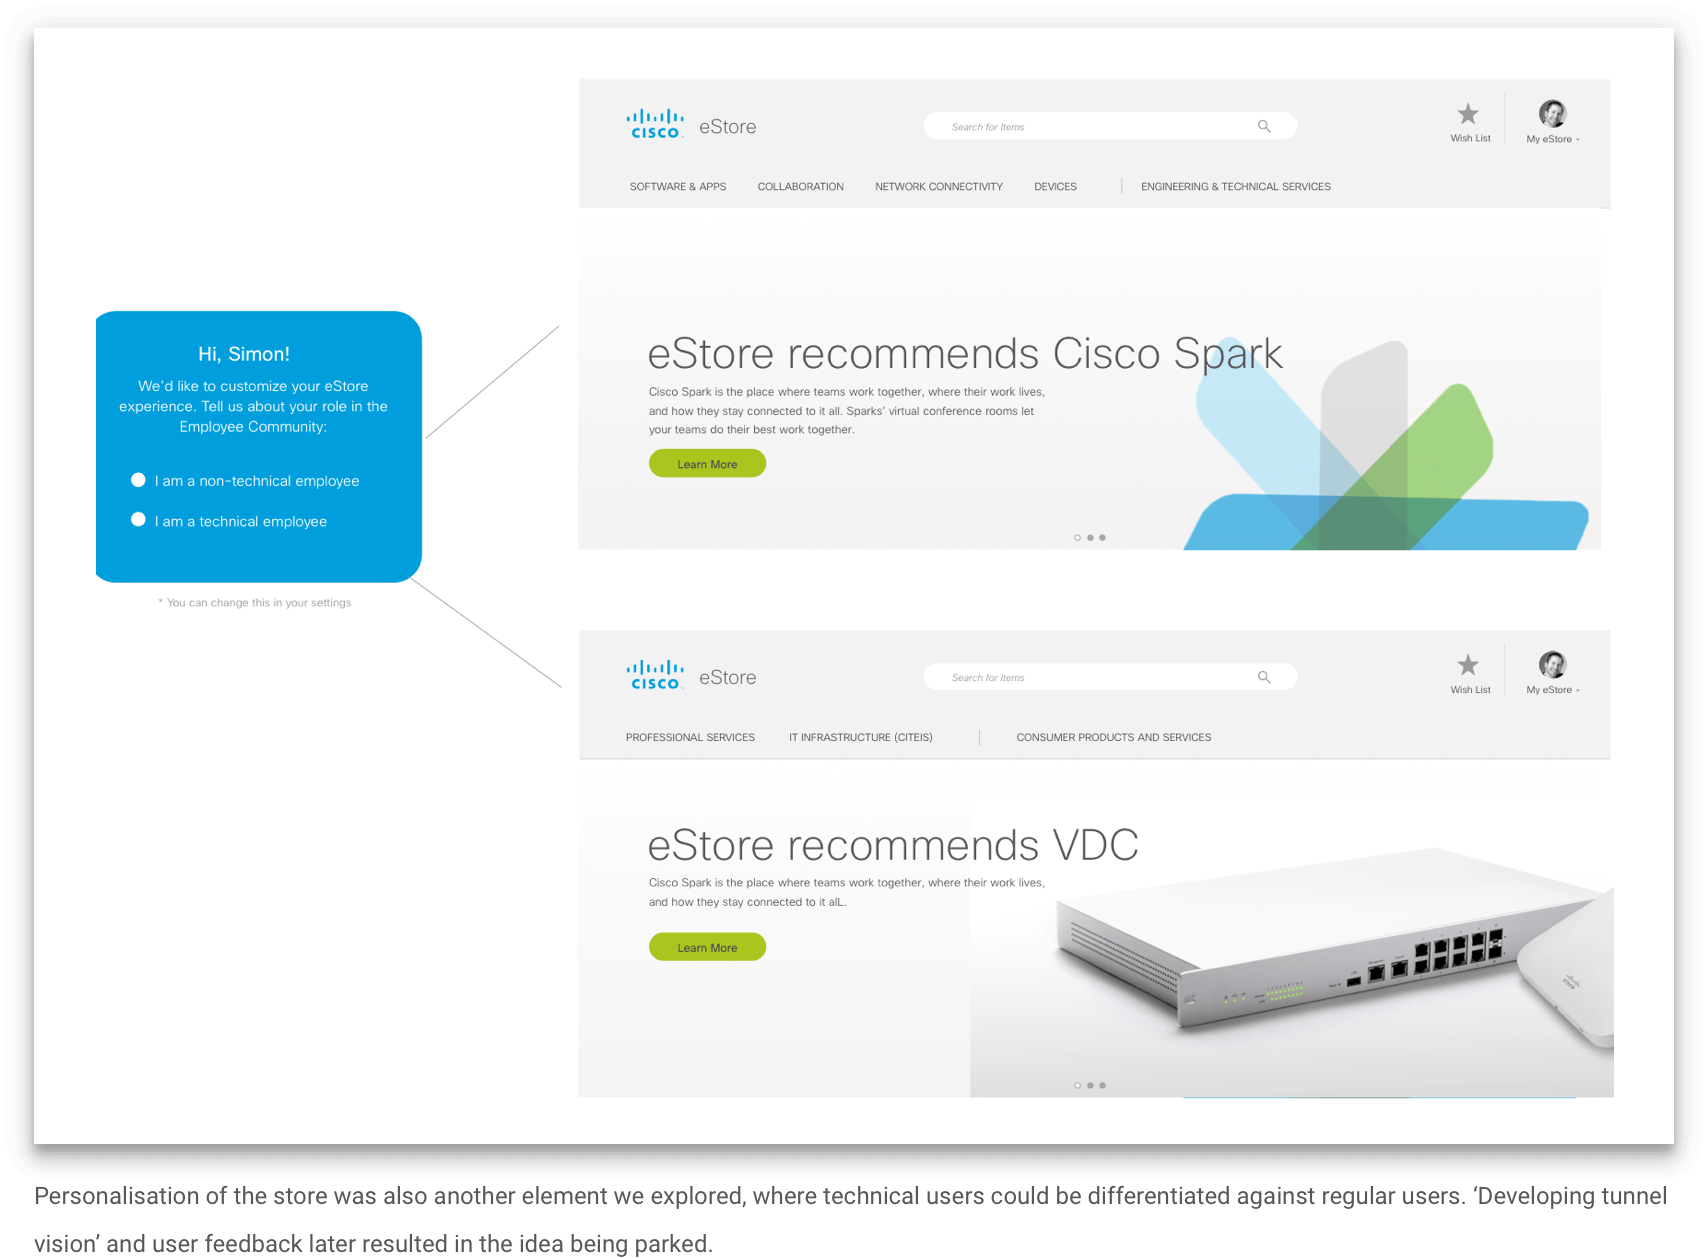 CISCO
eStore
Search for Items
Wish List
My eStore
SOFTWARE & APPS
COLLABORATION
NETWORK CONNECTIVITY
DEVICES
ENGINEERING & TECHNICAL SERVICES
Hi, Simon!
We'd like to customize your eStore
experience. Tell us about your role in the
Employee Community:
I am a non-technical employee
I am a technical employee
* You can change this in your settings
eStore recommends Cisco Spark
Cisco Spark is the place where teams work together, where their work lives,
and how they stay connected to it all. Sparks' virtual conference rooms let
your teams do their best work together.
Learn More
CISCO
eStore
Search for Items
Wish List
My eStore
PROFESSIONAL SERVICES
IT INFRASTRUCTURE (CITEIS)
CONSUMER PRODUCTS AND SERVICES
eStore recommends VDC
Cisco Spark is the place where teams work together, where their work lives,
and how they stay connected to it alL.
Learn More
CISCO
Personalisation of the store was also another element we explored, where technical users could be differentiated against regular users. ‘Developing tunnel
vision’ and user feedback later resulted in the idea being parked.